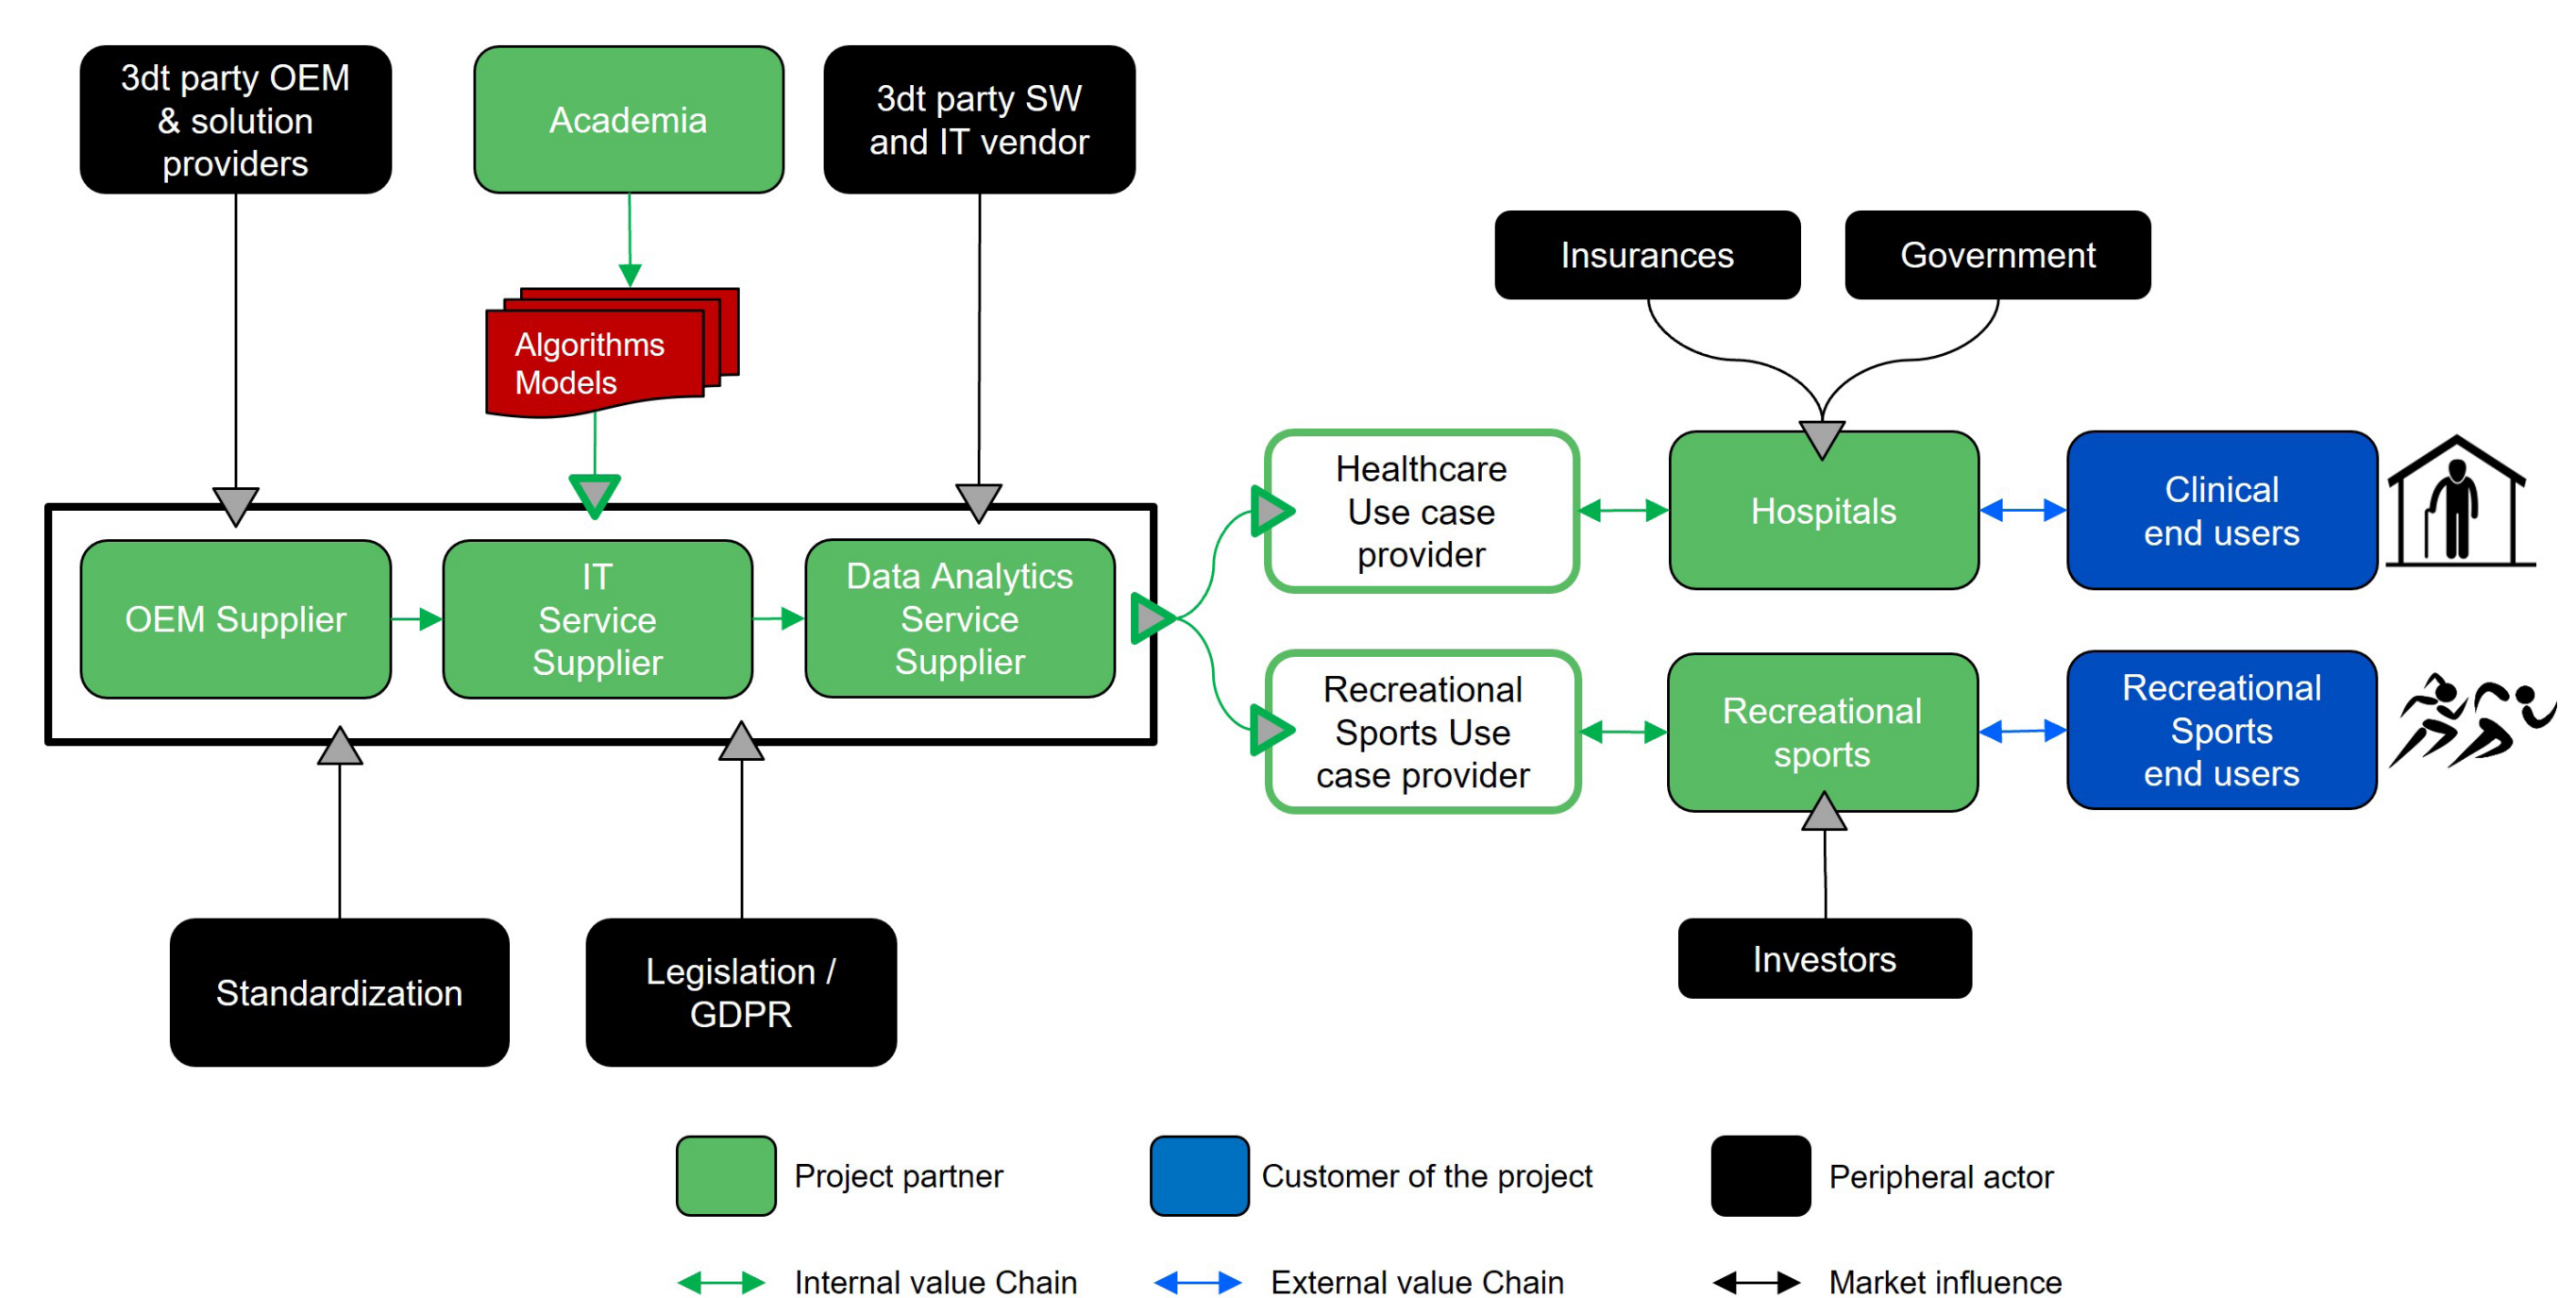 3dt party OEM
& solution
providers
Academia
3dt party SW
and IT vendor
Insurances
Government
Algorithms
Models
Healthcare
Use case
provider
Hospitals
Clinical
end users
OEM Supplier
IT
Service
Supplier
Data Analytics
Service
Supplier
Recreational
Sports Use
case provider
Recreational
sports
Recreational
Sports
end users
Standardization
Legislation /
GDPR
Investors
Project partner
Customer of the project
Peripheral actor
Internal value Chain
External value Chain
Market influence